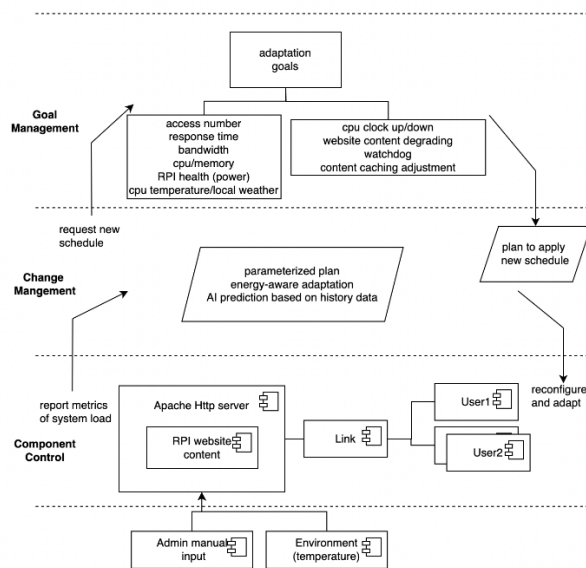 adaptation
goals
Goal
Management
access number
response time
bandwidth
cpu/memory
RPI health (power)
cpu temperature/local weather
cpu clock up/down
website content degrading
watchdog
content caching adjustment
request new
schedule
plan to apply
new schedule
Change
Mangement
parameterized plan
energy-aware adaptation
AI prediction based on history data
report metrics
of system load
reconfigure
and adapt
Component
Control
Apache Http server
RPI website
content
Link
User1
User2
Admin manual
input
Environment
(temperature)